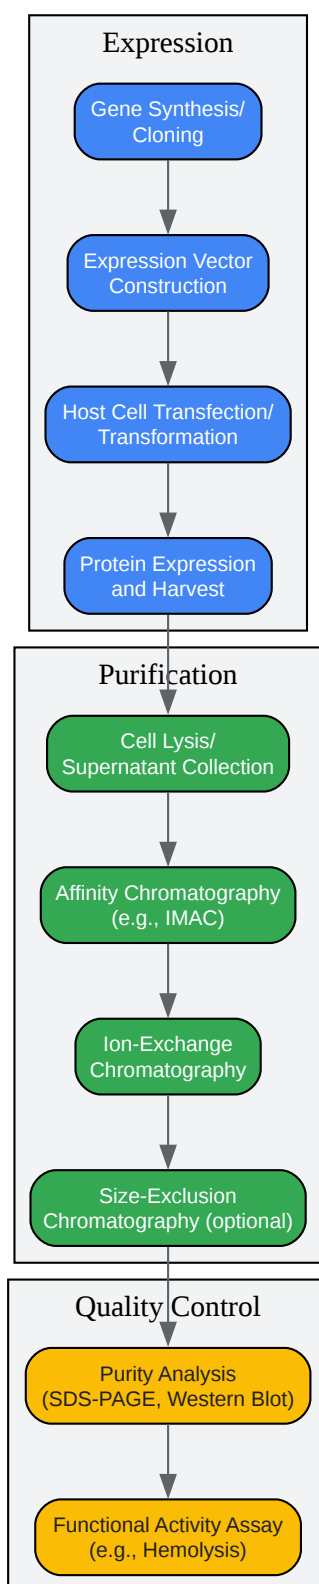 Expression
Gene Synthesis/
Cloning
Expression Vector
Construction
Host Cell Transfection/
Transformation
Protein Expression
and Harvest
Purification
Cell Lysis/
Supernatant Collection
Affinity Chromatography
(e.g., IMAC)
Ion-Exchange
Chromatography
Size-Exclusion
Chromatography (optional)
Quality Control
Purity Analysis
(SDS-PAGE, Western Blot)
Functional Activity Assay
(e.g., Hemolysis)